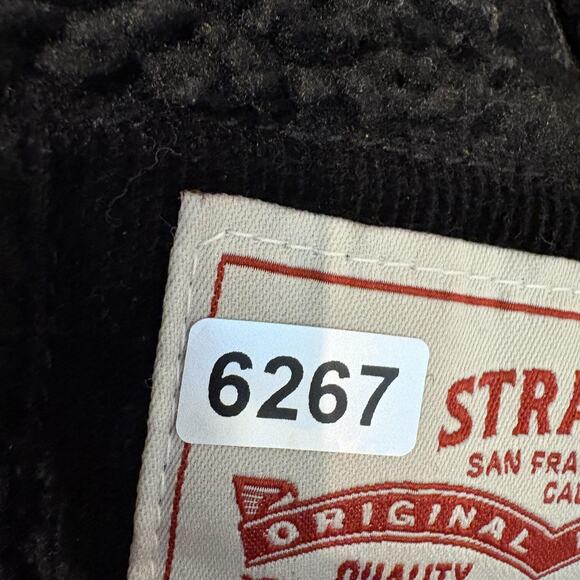 6267
STRA
SAN FRA
CAL
ORIGINAL
QUALITY